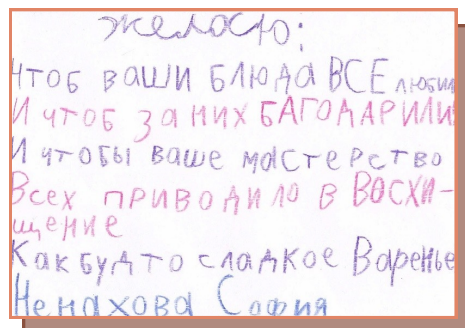 Желаю:
Чтоб ваши блюда ВСЕ любили
И чтоб за них БАГОДАРИЛИ
И чтобы ваше мастерство
Всех приводило в Восхи-
щение
Как будто сладкое Варенье
Ненахова София